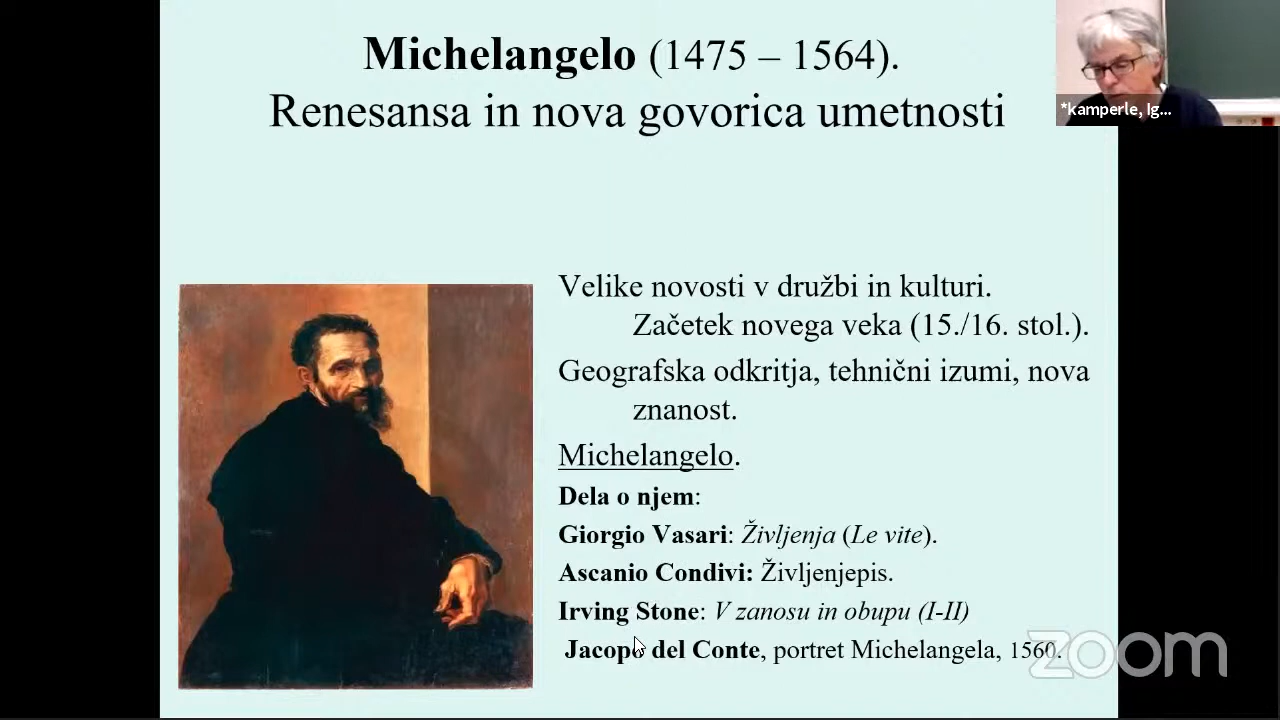 Michelangelo (1475 – 1564).
Renesansa in nova govorica umetnosti
*kamperle, Ig...
Velike novosti v družbi in kulturi.
Začetek novega veka (15./16. stol.).
Geografska odkritja, tehnični izumi, nova
znanost.
Michelangelo.
Dela o njem:
Giorgio Vasari: Življenja (Le vite).
Ascanio Condivi: Življenjepis.
Irving Stone: V zanosu in obupu (I-II)
Jacopo del Conte, portret Michelangela, 1560.
zoom